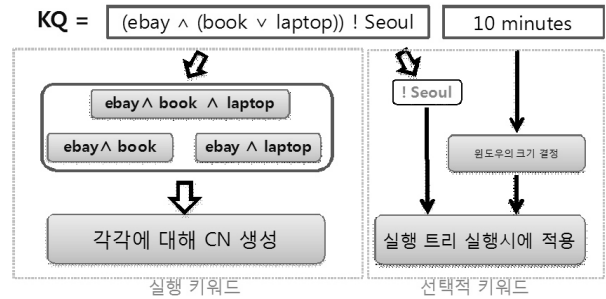 KQ = (ebay ∧ (book ∨ laptop)) ! Seoul 10 minutes
ebay∧ book ∧ laptop
! Seoul
ebay∧ book ebay ∧ laptop
윈도우의 크기 결정
각각에 대해 CN 생성
실행 트리 실행시에 적용
실행 키워드
선택적 키워드